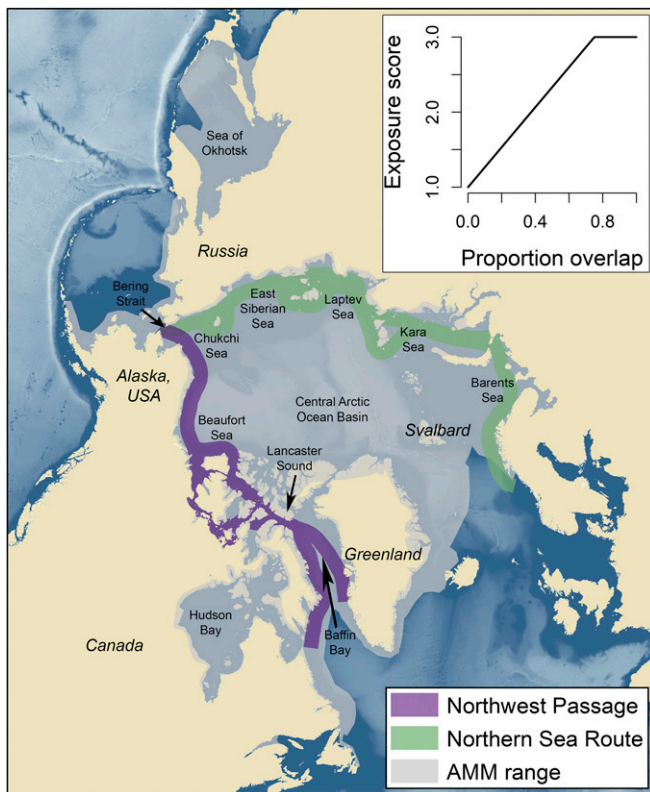 3.0
2.0
1.0
Exposure score
0.0
0.4
0.8
Proportion overlap
Sea of
Okhotsk
Russia
Bering
Strait
East
Siberian
Sea
Laptev
Sea
Kara
Sea
Chukchi
Sea
Alaska,
USA
Barents
Sea
Central Arctic
Ocean Basin
Beaufort
Sea
Svalbard
Lancaster
Sound
Greenland
Hudson
Bay
Baffin
Bay
Canada
Northwest Passage
Northern Sea Route
AMM range